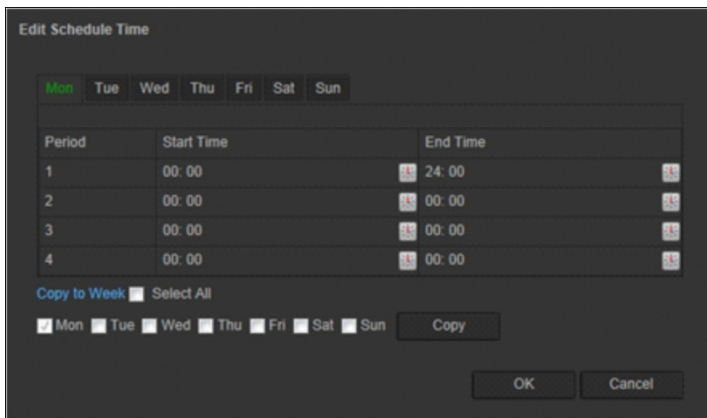 Edit Schedule Time
Mon Tue Wed Thu Fri Sat Sun
Period Start Time End Time
1 00: 00 24: 00
2 00: 00 00: 00
3 00: 00 00: 00
4 00: 00 00: 00
Copy to Week Select All
Mon Tue Wed Thu Fri Sat Sun Copy
OK Cancel